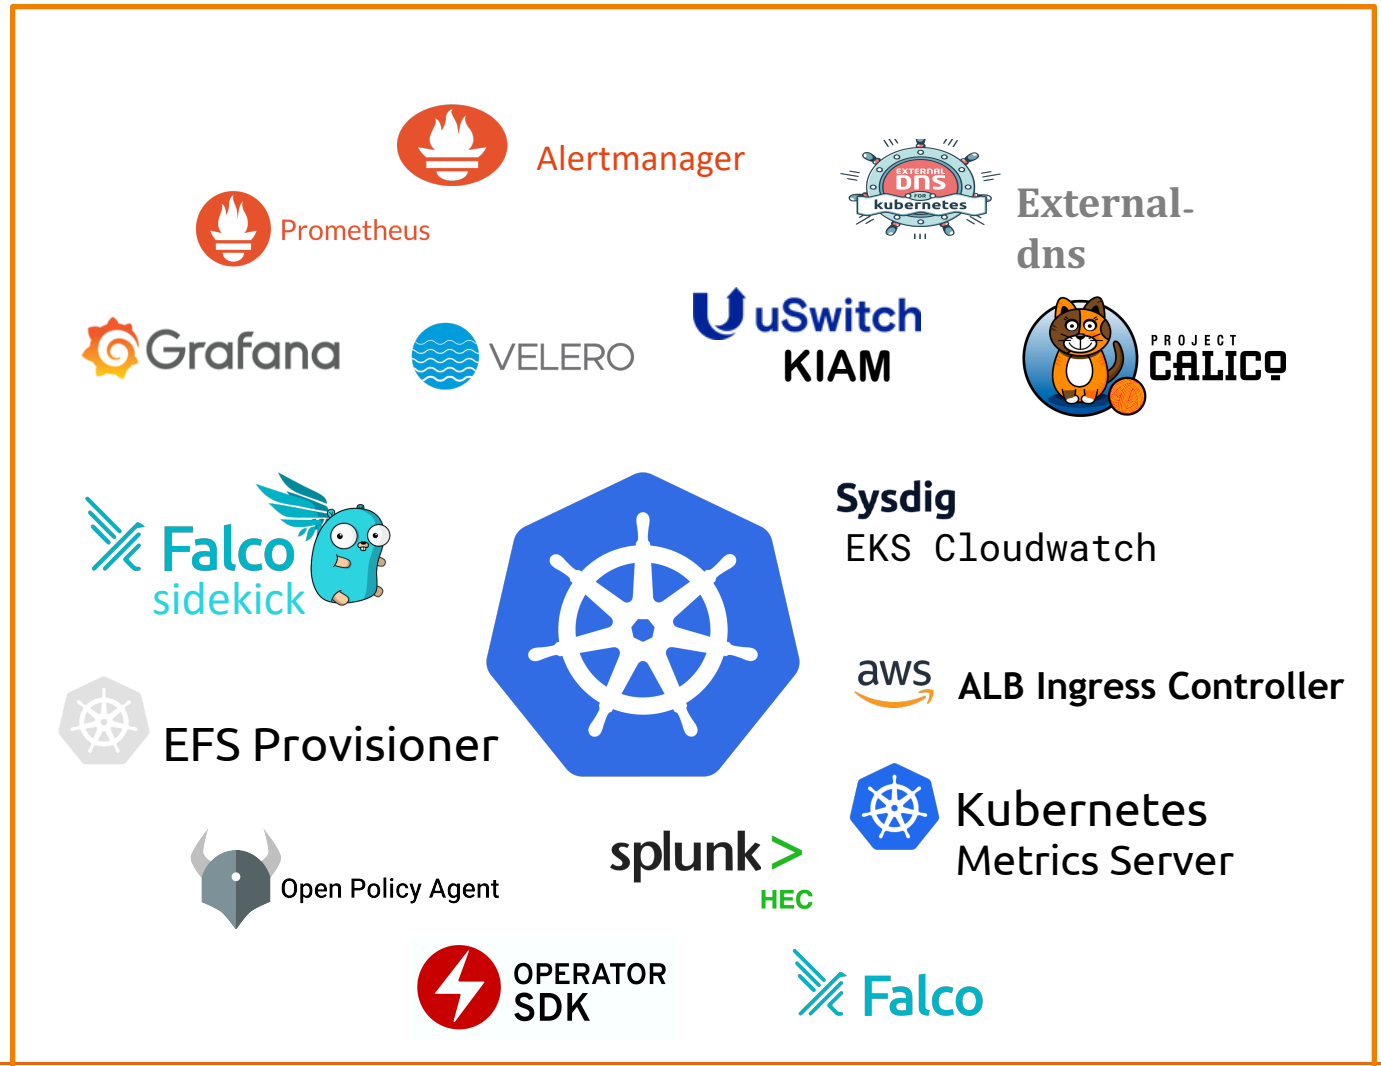 Alertmanager
Prometheus
EXTERNAL
DNS
FOR
kubernetes
External-
dns
Grafana
VELERO
uSwitch
KIAM
PROJECT
CALICO
Falco
sidekick
Sysdig
EKS Cloudwatch
aws
ALB Ingress Controller
EFS Provisioner
Kubernetes
Metrics Server
splunk>
HEC
Open Policy Agent
OPERATOR
SDK
Falco